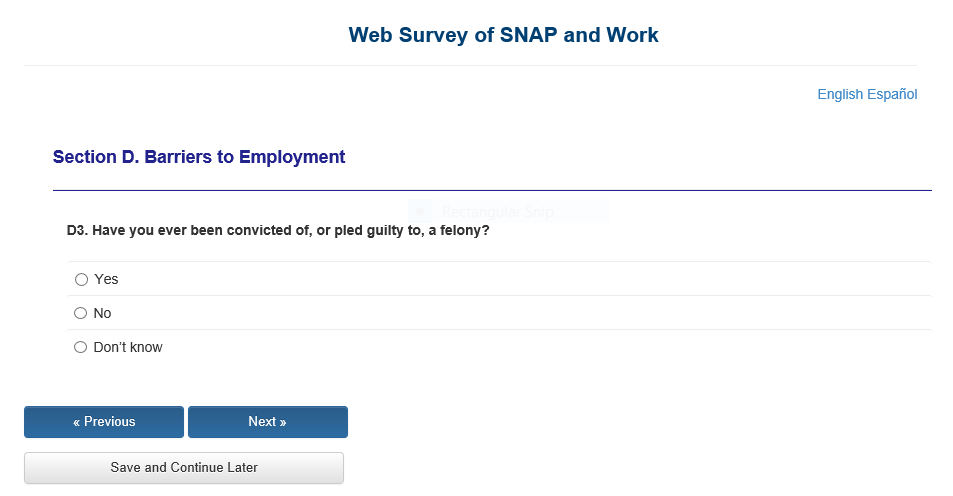 Web Survey of SNAP and Work
English Español
Section D. Barriers to Employment
Rectangular Snip
D3. Have you ever been convicted of, or pled guilty to, a felony?
Yes
No
Don't know
« Previous
Next »
Save and Continue Later